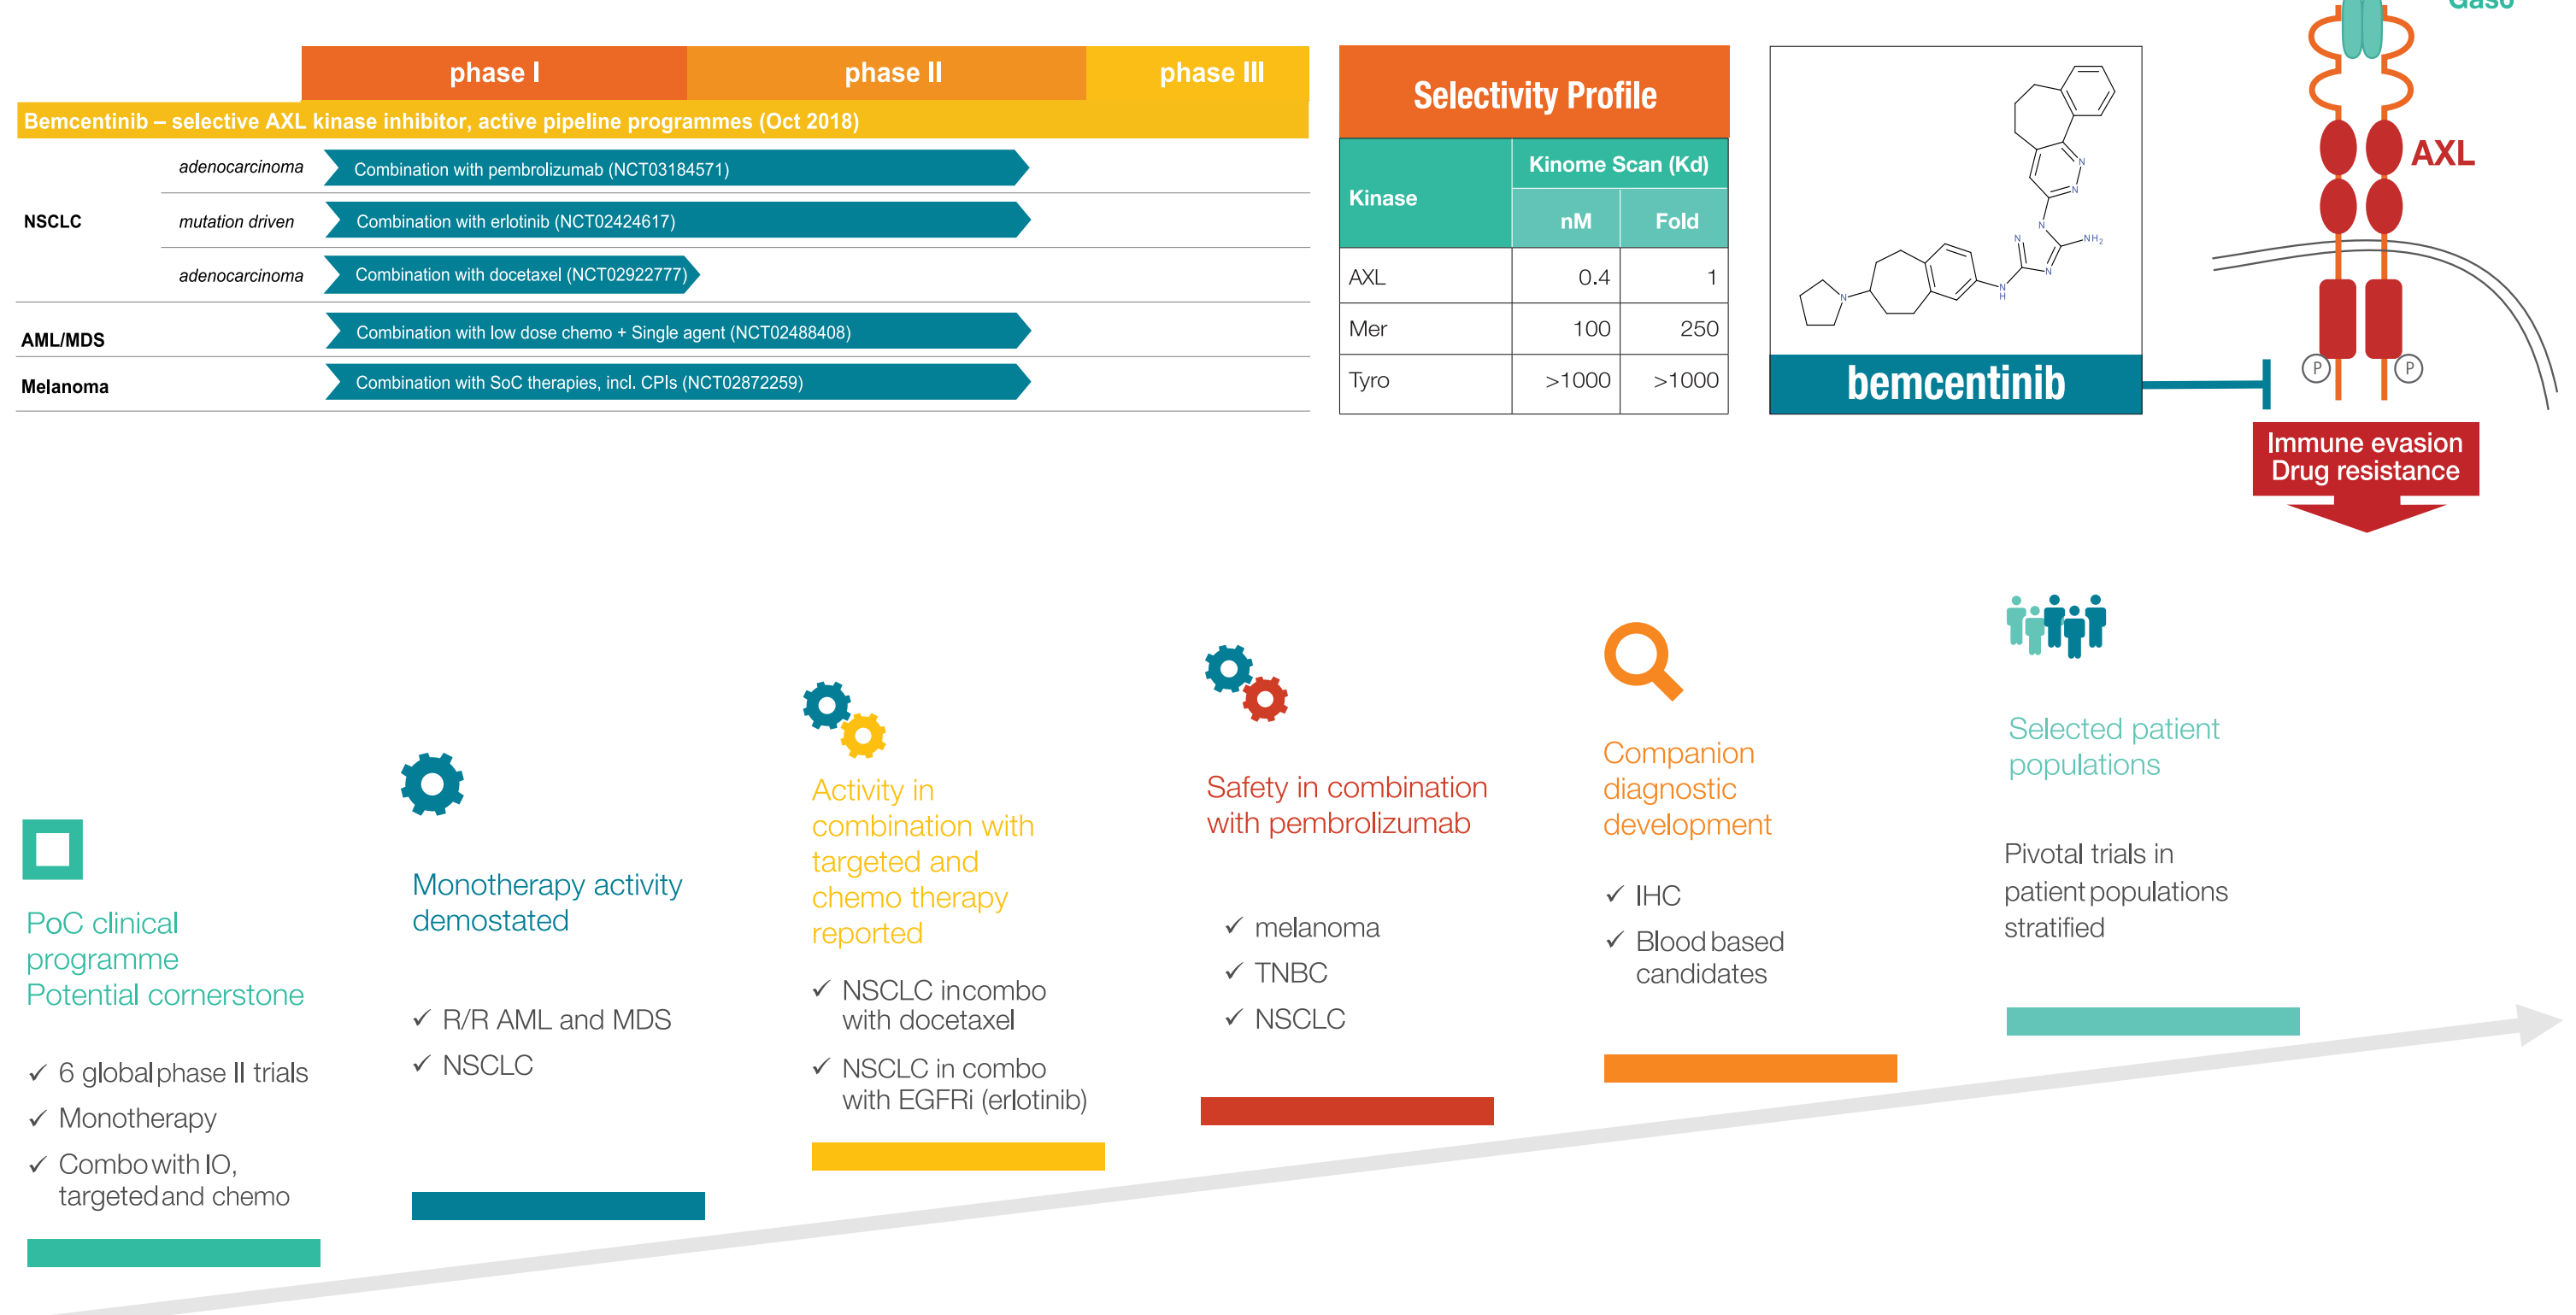 Gas6
phase I phase II phase III
Bemcentinib – selective AXL kinase inhibitor, active pipeline programmes (Oct 2018)
adenocarcinoma Combination with pembrolizumab (NCT03184571)
NSCLC mutation driven Combination with erlotinib (NCT02424617)
adenocarcinoma Combination with docetaxel (NCT02922777)
AML/MDS Combination with low dose chemo + Single agent (NCT02488408)
Melanoma Combination with SoC therapies, incl. CPIs (NCT02872259)
Selectivity Profile
Kinase Kinome Scan (Kd)
nM Fold
AXL 0.4 1
Mer 100 250
Tyro >1000 >1000
N
N
N
N
NH₂
N
N
H
N
bemcentinib
AXL
P P
Immune evasion
Drug resistance
PoC clinical
programme
Potential cornerstone
✓ 6 global phase II trials
✓ Monotherapy
✓ Combo with IO,
targeted and chemo
Monotherapy activity
demostated
✓ R/R AML and MDS
✓ NSCLC
Activity in
combination with
targeted and
chemo therapy
reported
✓ NSCLC in combo
with docetaxel
✓ NSCLC in combo
with EGFRi (erlotinib)
Safety in combination
with pembrolizumab
✓ melanoma
✓ TNBC
✓ NSCLC
Companion
diagnostic
development
✓ IHC
✓ Blood based
candidates
Selected patient
populations
Pivotal trials in
patient populations
stratified